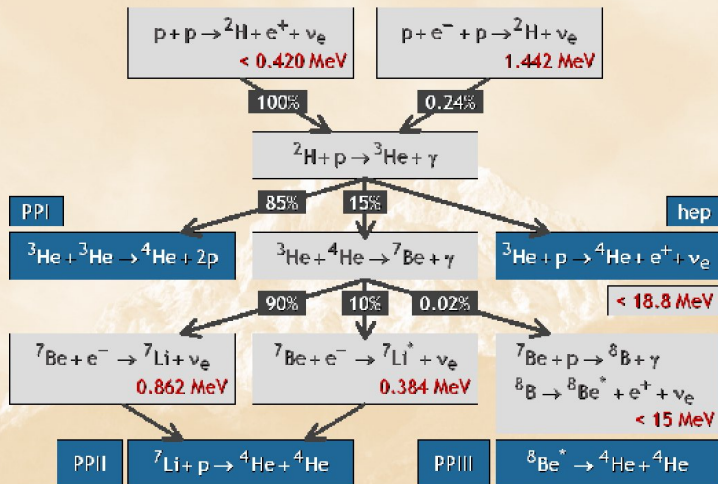 p + p → ²H + e⁺ + νₑ
< 0.420 MeV
p + e⁻ + p → ²H + νₑ
1.442 MeV
100%
0.24%
²H + p → ³He + γ
PPI
85%
15%
hep
³He + ³He → ⁴He + 2p
³He + ⁴He → ⁷Be + γ
³He + p → ⁴He + e⁺ + νₑ
< 18.8 MeV
90%
10%
0.02%
⁷Be + e⁻ → ⁷Li + νₑ
0.862 MeV
⁷Be + e⁻ → ⁷Li* + νₑ
0.384 MeV
⁷Be + p → ⁸B + γ
⁸B → ⁸Be* + e⁺ + νₑ
< 15 MeV
PPII
⁷Li + p → ⁴He + ⁴He
PPIII
⁸Be* → ⁴He + ⁴He